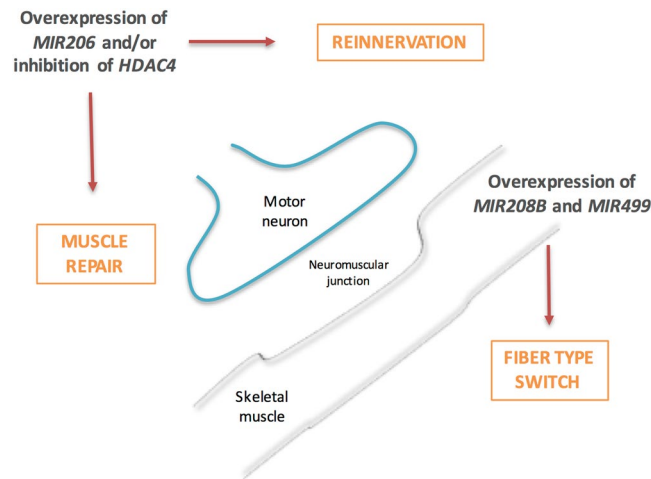 Overexpression of
MIR206 and/or
inhibition of HDAC4
REINNERVATION
MUSCLE
REPAIR
Motor
neuron
Neuromuscular
junction
Skeletal
muscle
Overexpression of
MIR208B and MIR499
FIBER TYPE
SWITCH